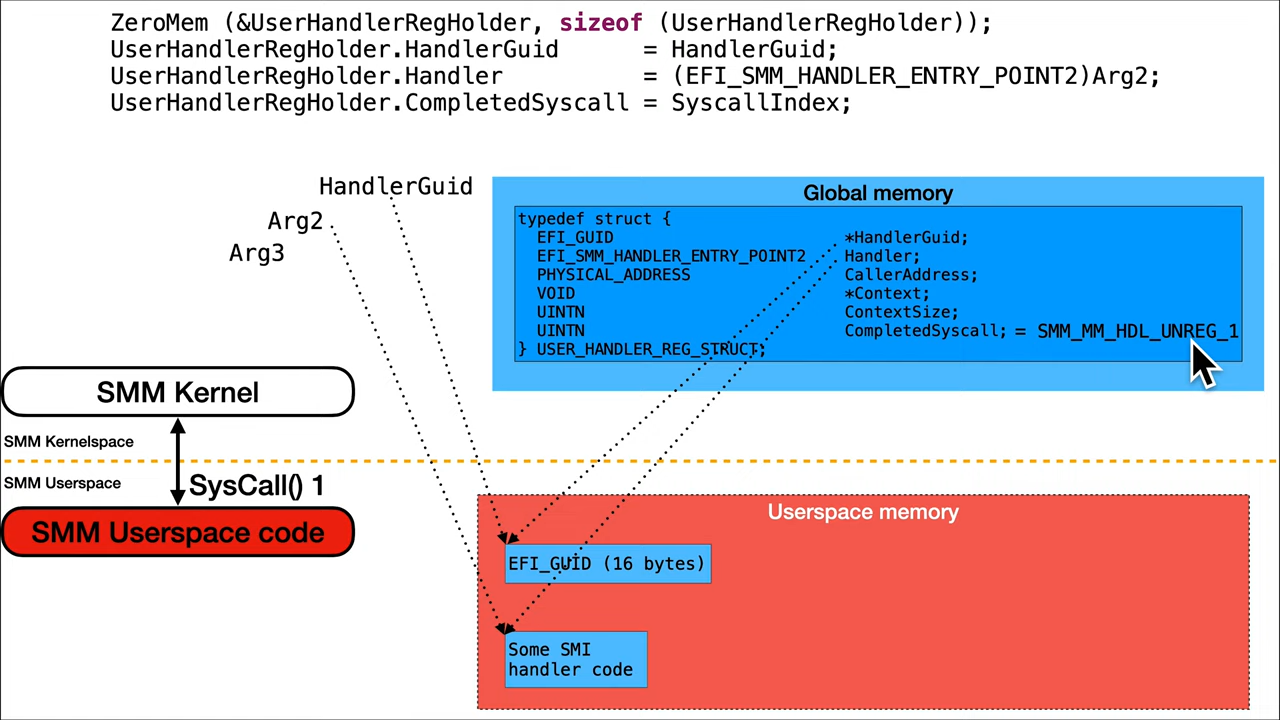 ZeroMem (&UserHandlerRegHolder, sizeof (UserHandlerRegHolder));
UserHandlerRegHolder.HandlerGuid = HandlerGuid;
UserHandlerRegHolder.Handler = (EFI_SMM_HANDLER_ENTRY_POINT2)Arg2;
UserHandlerRegHolder.CompletedSyscall = SyscallIndex;
HandlerGuid
Arg2
Arg3
Global memory
typedef struct {
EFI_GUID *HandlerGuid;
EFI_SMM_HANDLER_ENTRY_POINT2 Handler;
PHYSICAL_ADDRESS CallerAddress;
VOID *Context;
UINTN ContextSize;
UINTN CompletedSyscall; = SMM_MM_HDL_UNREG_1
} USER_HANDLER_REG_STRUCT;
SMM Kernel
SMM Kernelspace
SMM Userspace
SysCall() 1
SMM Userspace code
Userspace memory
EFI_GUID (16 bytes)
Some SMI
handler code